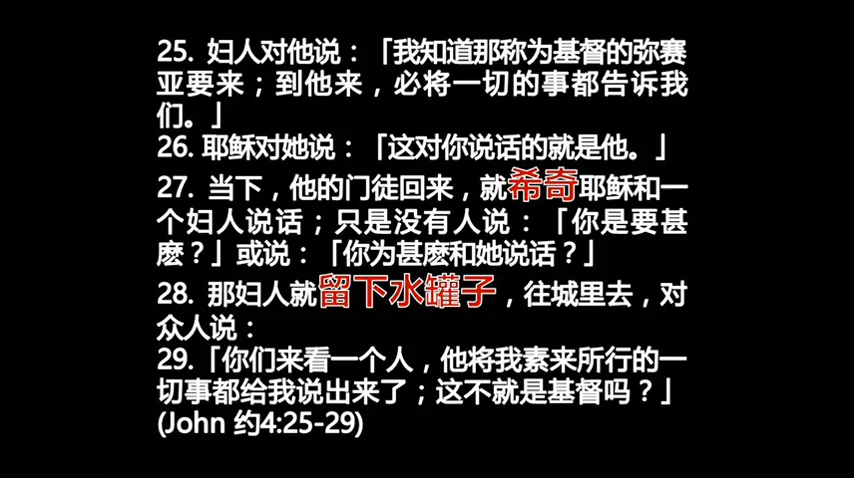 25. 妇人对他说：「我知道那称为基督的弥赛
亚要来；到他来，必将一切的事都告诉我
们。」
26. 耶稣对她说：「这对你说话的就是他。」
27. 当下，他的门徒回来，就希奇耶稣和一
个妇人说话；只是没有人说：「你是要甚
麽？」或说：「你为甚麽和她说话？」
28. 那妇人就留下水罐子，往城里去，对
众人说：
29.「你们来看一个人，他将我素来所行的一
切事都给我说出来了；这不就是基督吗？」
(John 约4:25-29)